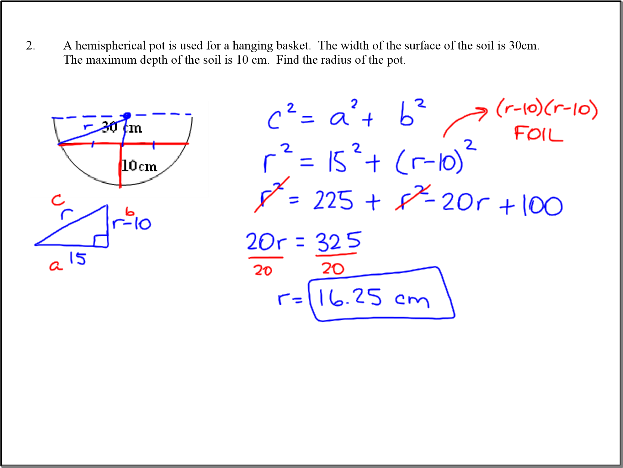 2. A hemispherical pot is used for a hanging basket. The width of the surface of the soil is 30cm.
The maximum depth of the soil is 10 cm. Find the radius of the pot.
r 30 cm
10cm
c
r
b
r-10
a 15
c² = a² + b²
(r-10)(r-10)
FOIL
r² = 15² + (r-10)²
r² = 225 + r² - 20r + 100
20r = 325
20 20
r = 16.25 cm